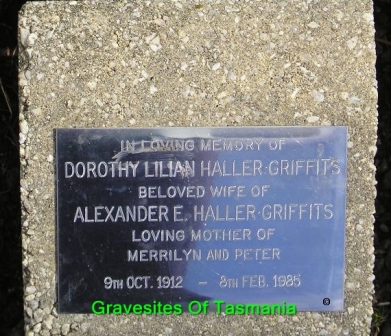 IN LOVING MEMORY OF
DOROTHY LILIAN HALLER-GRIFFITS
BELOVED WIFE OF
ALEXANDER E. HALLER-GRIFFITS
LOVING MOTHER OF
MERRILYN AND PETER
9TH OCT. 1912 – 8TH FEB. 1985
Gravesites Of Tasmania ®